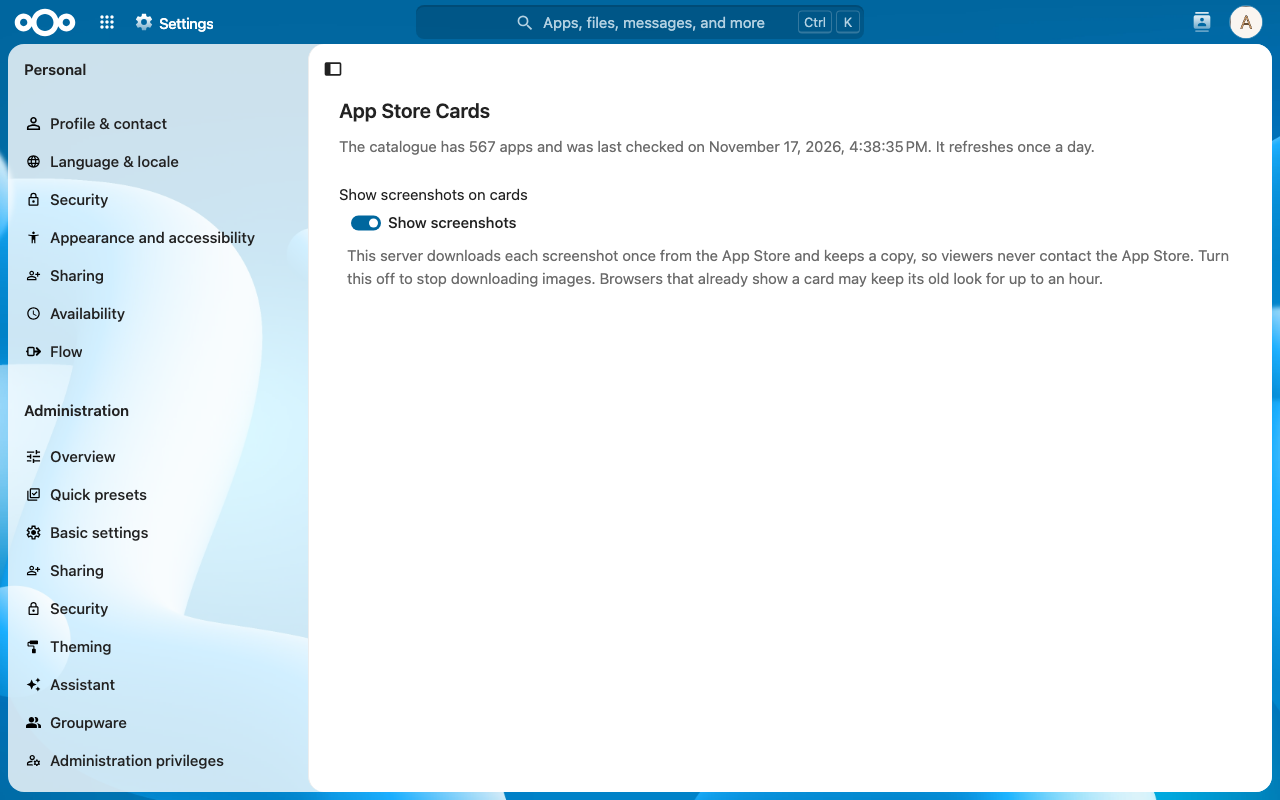 Settings
Apps, files, messages, and more
Ctrl K
A
Personal
Profile & contact
Language & locale
Security
Appearance and accessibility
Sharing
Availability
Flow
Administration
Overview
Quick presets
Basic settings
Sharing
Security
Theming
Assistant
Groupware
Administration privileges
App Store Cards
The catalogue has 567 apps and was last checked on November 17, 2026, 4:38:35 PM. It refreshes once a day.
Show screenshots on cards
Show screenshots
This server downloads each screenshot once from the App Store and keeps a copy, so viewers never contact the App Store. Turn
this off to stop downloading images. Browsers that already show a card may keep its old look for up to an hour.